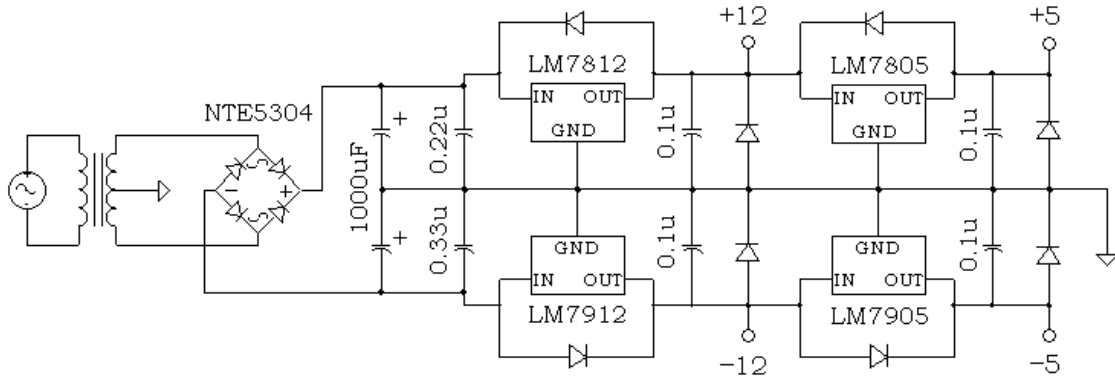 +12
+5
LM7812
LM7805
NTE5304
IN OUT
GND
IN OUT
GND
+
1000uF
0.22u
0.1u
0.1u
-
+
+
0.33u
0.1u
0.1u
GND
IN OUT
GND
IN OUT
LM7912
LM7905
-12
-5